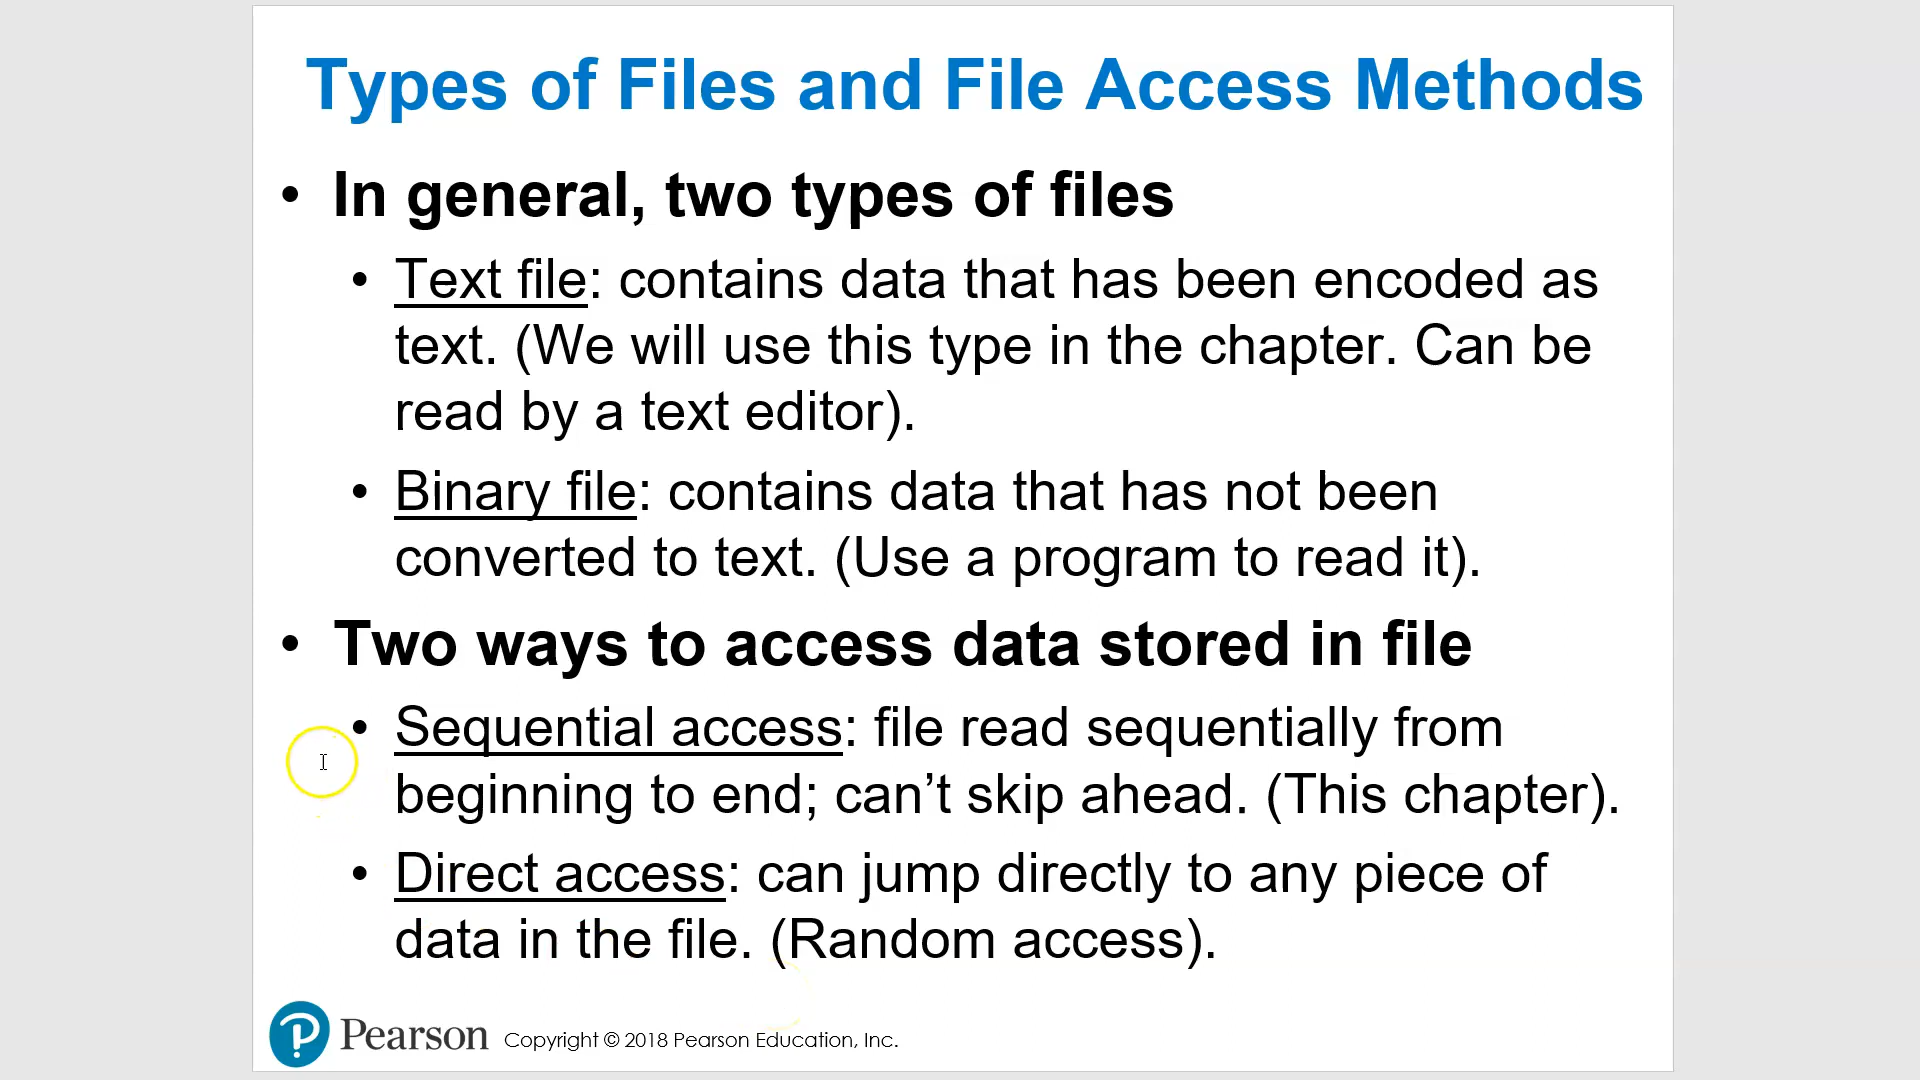 Types of Files and File Access Methods
• In general, two types of files
• Text file: contains data that has been encoded as
text. (We will use this type in the chapter. Can be
read by a text editor).
• Binary file: contains data that has not been
converted to text. (Use a program to read it).
• Two ways to access data stored in file
• Sequential access: file read sequentially from
beginning to end; can’t skip ahead. (This chapter).
• Direct access: can jump directly to any piece of
data in the file. (Random access).
Pearson Copyright © 2018 Pearson Education, Inc.